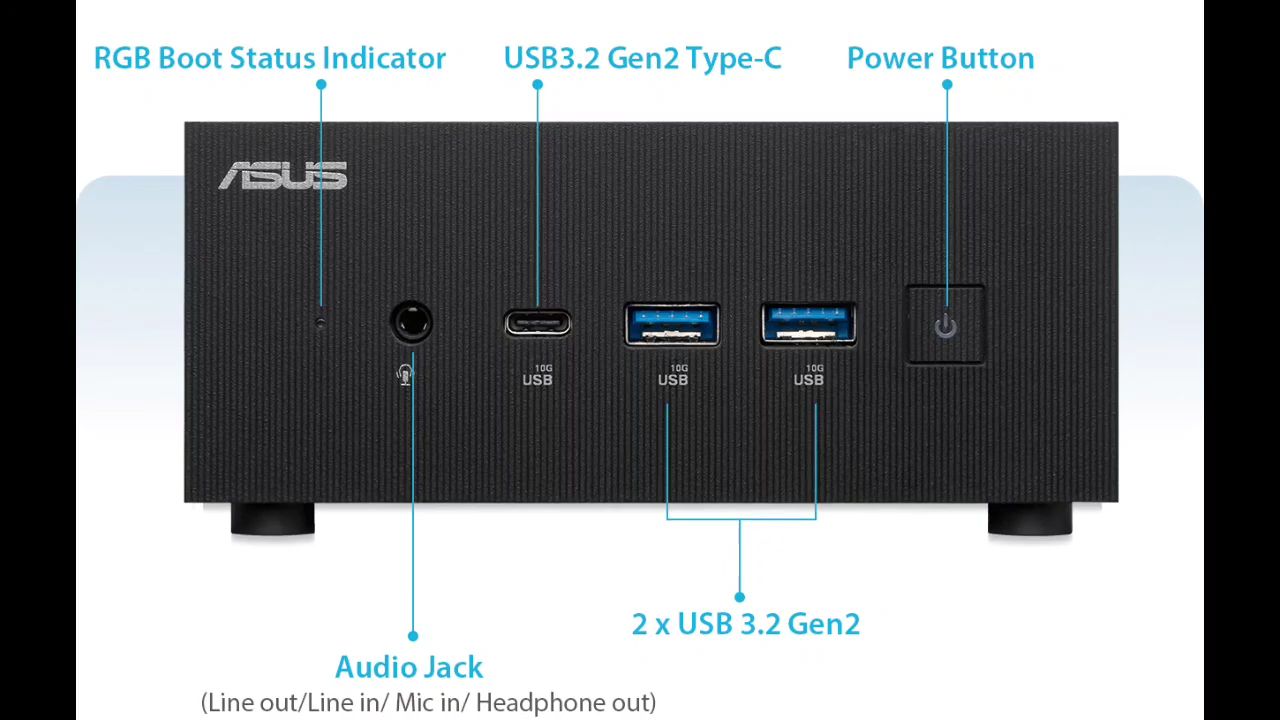 RGB Boot Status Indicator
USB3.2 Gen2 Type-C
Power Button
ASUS
10G
USB
10G
USB
10G
USB
2 x USB 3.2 Gen2
Audio Jack
(Line out/Line in/ Mic in/ Headphone out)